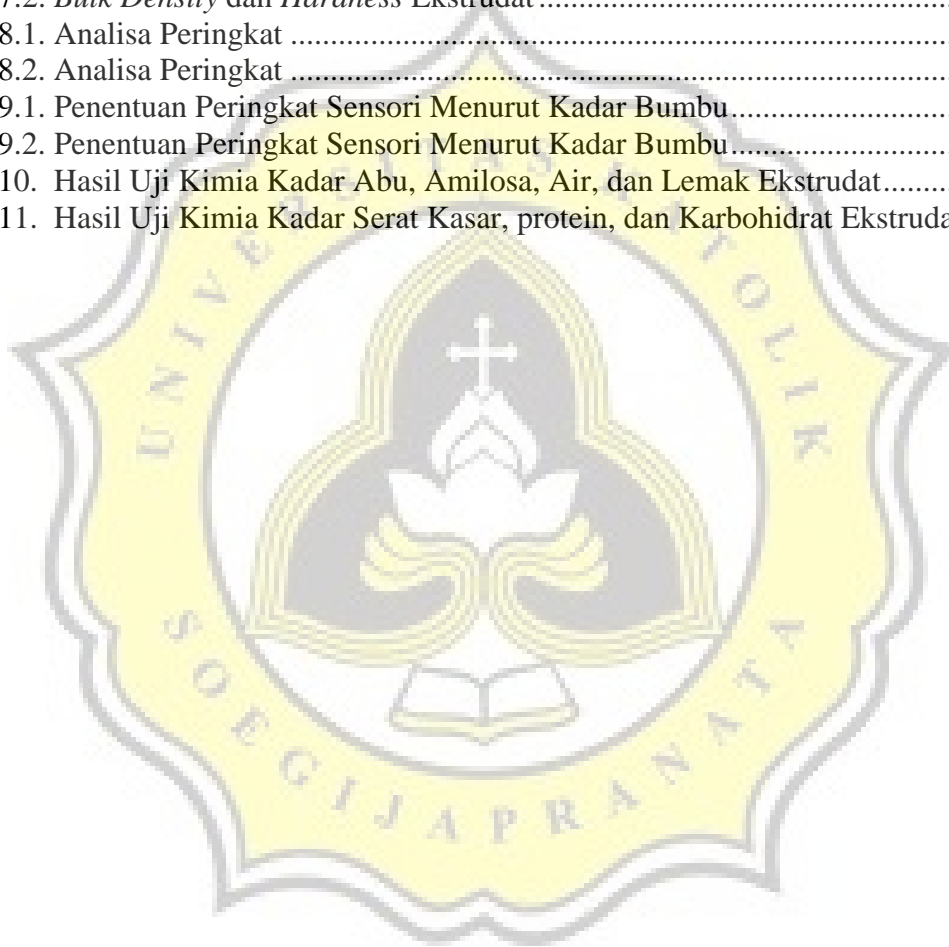 7.2. Bulk Density dan Hardness Ekstrudat ........................................................
8.1. Analisa Peringkat ........................................................
8.2. Analisa Peringkat ........................................................
9.1. Penentuan Peringkat Sensori Menurut Kadar Bumbu ........................................................
9.2. Penentuan Peringkat Sensori Menurut Kadar Bumbu ........................................................
10. Hasil Uji Kimia Kadar Abu, Amilosa, Air, dan Lemak Ekstrudat ........
11. Hasil Uji Kimia Kadar Serat Kasar, protein, dan Karbohidrat Ekstruda
UNIVERSITAS KATOLIK
SOEGIJAPRANATA